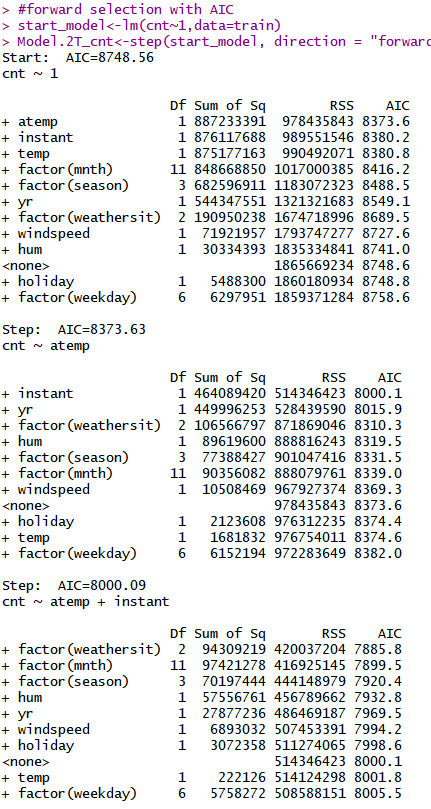 > #forward selection with AIC
> start_model<-lm(cnt~1,data=train)
> Model.2T_cnt<-step(start_model, direction = "forward
Start:  AIC=8748.56
cnt ~ 1
                     Df Sum of Sq        RSS    AIC
+ atemp               1 887233391  978435843 8373.6
+ instant             1 876117688  989551546 8380.2
+ temp                1 875177163  990492071 8380.8
+ factor(mnth)       11 848668850 1017000385 8416.2
+ factor(season)      3 682596911 1183072323 8488.5
+ yr                  1 544347551 1321321683 8549.1
+ factor(weathersit)  2 190950238 1674718996 8689.5
+ windspeed           1  71921957 1793747277 8727.6
+ hum                 1  30334393 1835334841 8741.0
<none>                            1865669234 8748.6
+ holiday             1   5488300 1860180934 8748.8
+ factor(weekday)     6   6297951 1859371284 8758.6
Step:  AIC=8373.63
cnt ~ atemp
                     Df Sum of Sq       RSS    AIC
+ instant             1 464089420 514346423 8000.1
+ yr                  1 449996253 528439590 8015.9
+ factor(weathersit)  2 106566797 871869046 8310.3
+ hum                 1  89619600 888816243 8319.5
+ factor(season)      3  77388427 901047416 8331.5
+ factor(mnth)       11  90356082 888079761 8339.0
+ windspeed           1  10508469 967927374 8369.3
<none>                            978435843 8373.6
+ holiday             1   2123608 976312235 8374.4
+ temp                1   1681832 976754011 8374.6
+ factor(weekday)     6   6152194 972283649 8382.0
Step:  AIC=8000.09
cnt ~ atemp + instant
                     Df Sum of Sq       RSS    AIC
+ factor(weathersit)  2  94309219 420037204 7885.8
+ factor(mnth)       11  97421278 416925145 7899.5
+ factor(season)      3  70197444 444148979 7920.4
+ hum                 1  57556761 456789662 7932.8
+ yr                  1  27877236 486469187 7969.5
+ windspeed           1   6893032 507453391 7994.2
+ holiday             1   3072358 511274065 7998.6
<none>                            514346423 8000.1
+ temp                1    222126 514124298 8001.8
+ factor(weekday)     6   5758272 508588151 8005.5